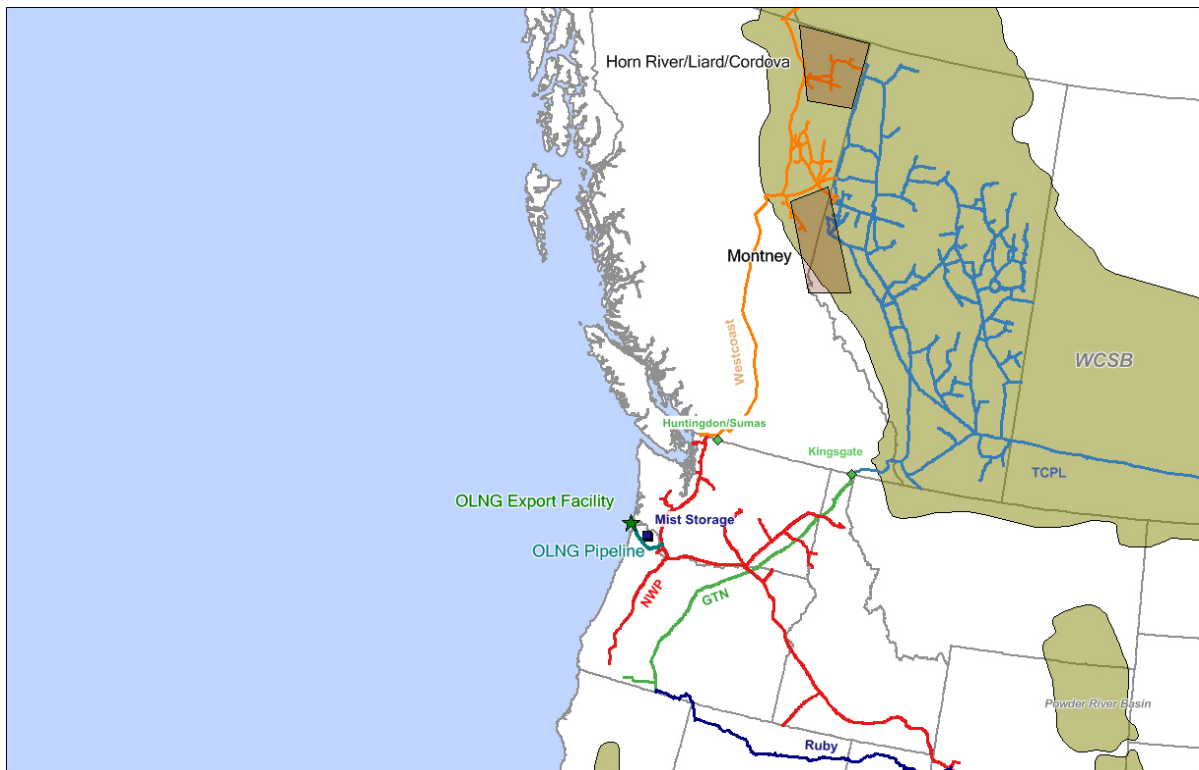 Horn River/Liard/Cordova
Montney
WCSB
Westcoast
Huntingdon/Sumas
Kingsgate
TCPL
OLNG Export Facility
Mist Storage
OLNG Pipeline
NWP
GTN
Powder River Basin
Ruby